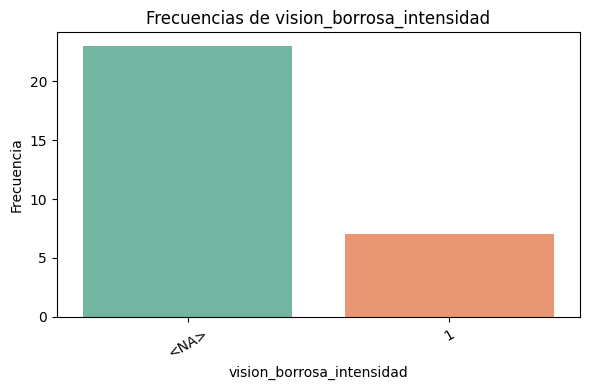 Frecuencias de vision_borrosa_intensidad
Frecuencia
20
15
10
5
0
<NA>
1
vision_borrosa_intensidad